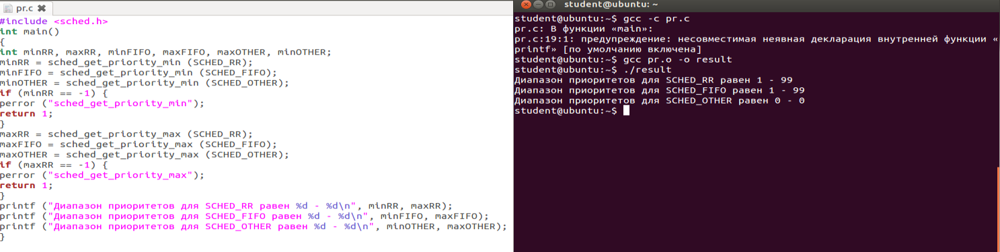 pr.c
#include <sched.h>
int main()
{
int minRR, maxRR, minFIFO, maxFIFO, maxOTHER, minOTHER;
minRR = sched_get_priority_min (SCHED_RR);
minFIFO = sched_get_priority_min (SCHED_FIFO);
minOTHER = sched_get_priority_min (SCHED_OTHER);
if (minRR == -1) {
perror ("sched_get_priority_min");
return 1;
}
maxRR = sched_get_priority_max (SCHED_RR);
maxFIFO = sched_get_priority_max (SCHED_FIFO);
maxOTHER = sched_get_priority_max (SCHED_OTHER);
if (maxRR == -1) {
perror ("sched_get_priority_max");
return 1;
}
printf ("Диапазон приоритетов для SCHED_RR равен %d - %d\n", minRR, maxRR);
printf ("Диапазон приоритетов для SCHED_FIFO равен %d - %d\n", minFIFO, maxFIFO);
printf ("Диапазон приоритетов для SCHED_OTHER равен %d - %d\n", minOTHER, maxOTHER);
}
student@ubuntu: ~
student@ubuntu:~$ gcc -c pr.c
pr.c: В функции «main»:
pr.c:19:1: предупреждение: несовместимая неявная декларация внутренней функции «
printf» [по умолчанию включена]
student@ubuntu:~$ gcc pr.o -o result
student@ubuntu:~$ ./result
Диапазон приоритетов для SCHED_RR равен 1 - 99
Диапазон приоритетов для SCHED_FIFO равен 1 - 99
Диапазон приоритетов для SCHED_OTHER равен 0 - 0
student@ubuntu:~$